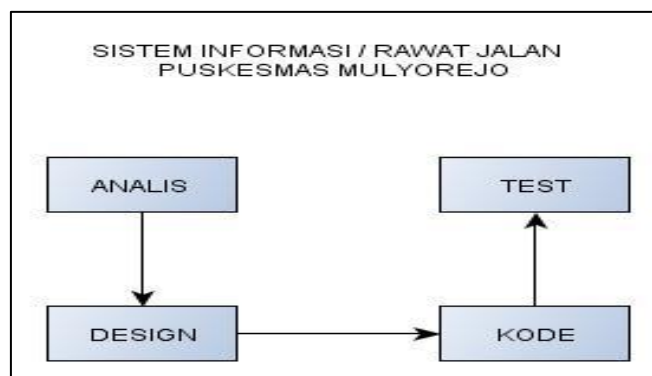 SISTEM INFORMASI / RAWAT JALAN
PUSKESMAS MULYOREJO
ANALIS
TEST
DESIGN
KODE